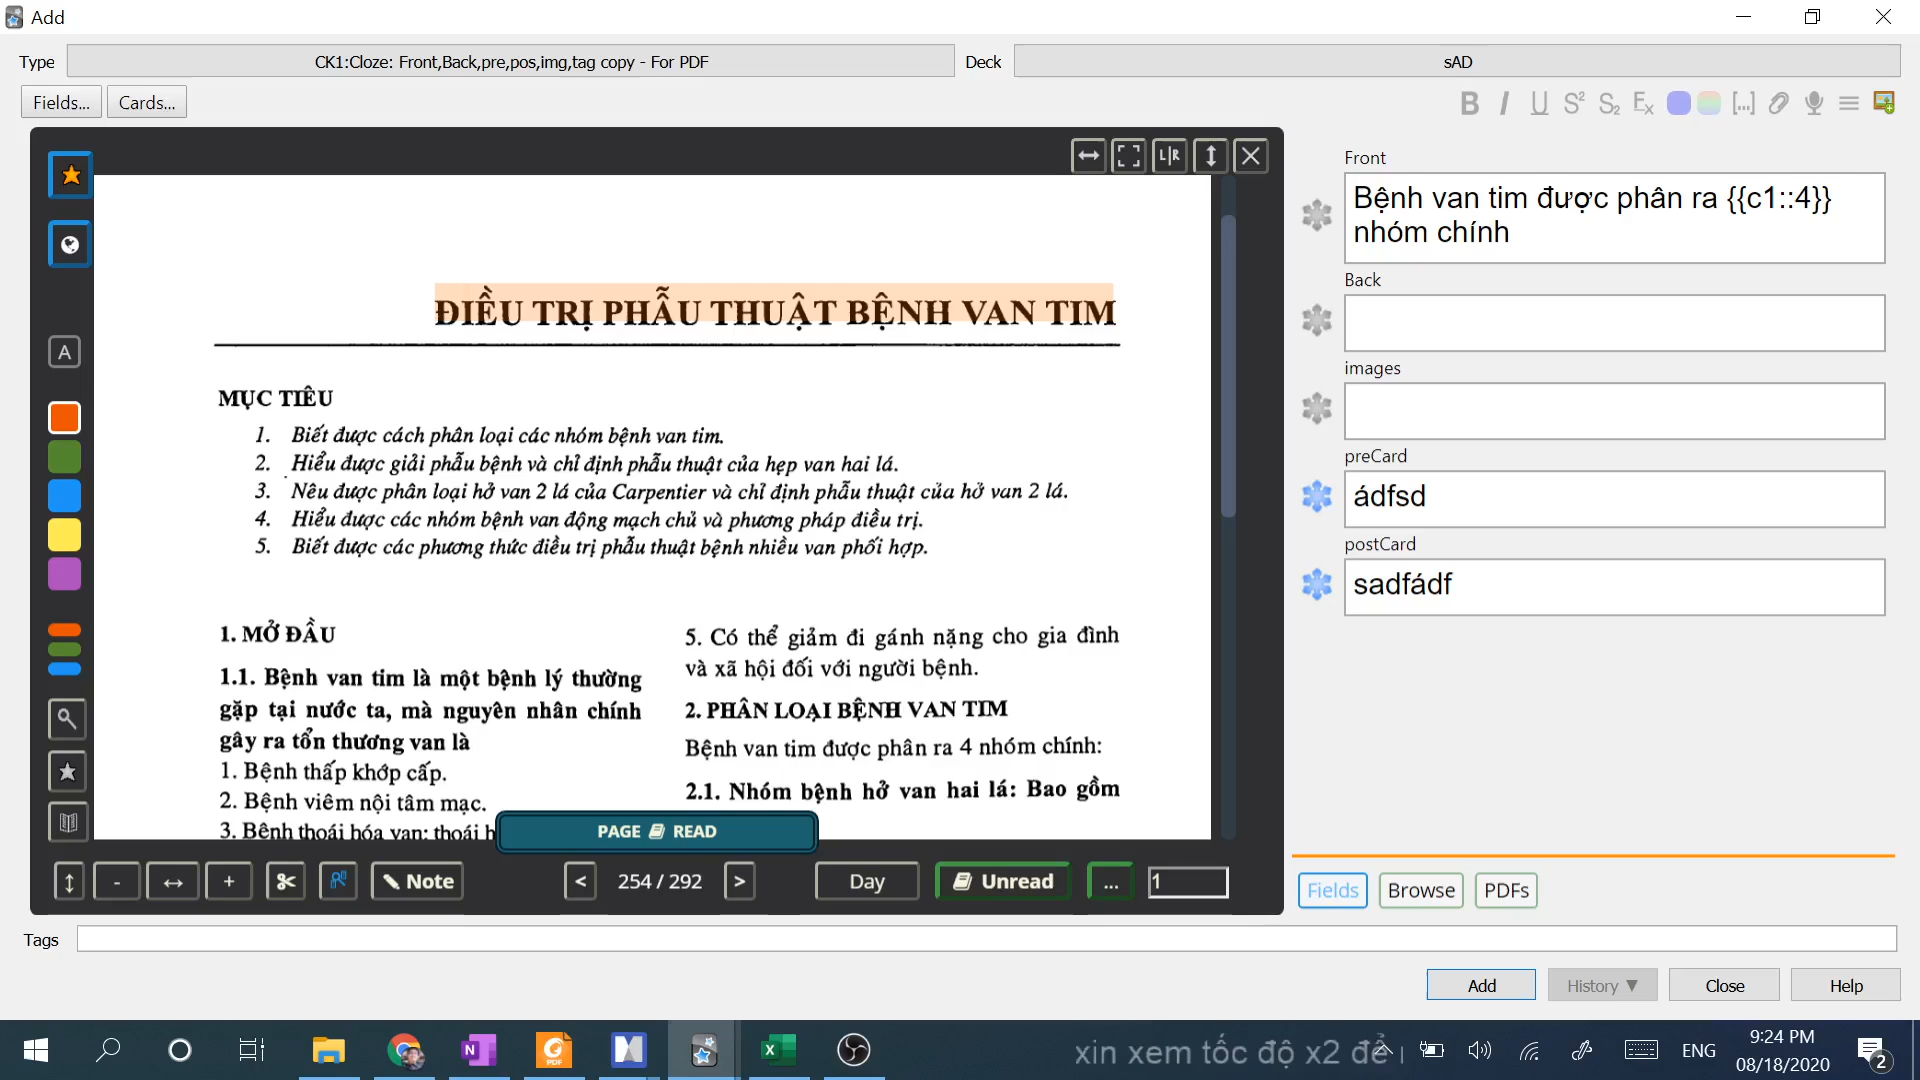 Add
Type
CK1:Cloze: Front,Back,pre,pos,img,tag copy - For PDF
Deck
sAD
Fields...
Cards...
ĐIỀU TRỊ PHẪU THUẬT BỆNH VAN TIM
MỤC TIÊU
1. Biết được cách phân loại các nhóm bệnh van tim.
2. Hiểu được giải phẫu bệnh và chỉ định phẫu thuật của hẹp van hai lá.
3. Nêu được phân loại hở van 2 lá của Carpentier và chỉ định phẫu thuật của hở van 2 lá.
4. Hiểu được các nhóm bệnh van động mạch chủ và phương pháp điều trị.
5. Biết được các phương thức điều trị phẫu thuật bệnh nhiều van phối hợp.
1. MỞ ĐẦU
1.1. Bệnh van tim là một bệnh lý thường
gặp tại nước ta, mà nguyên nhân chính
gây ra tổn thương van là
1. Bệnh thấp khớp cấp.
2. Bệnh viêm nội tâm mạc.
3. Bệnh thoái hóa van: thoái h
5. Có thể giảm đi gánh nặng cho gia đình
và xã hội đối với người bệnh.
2. PHÂN LOẠI BỆNH VAN TIM
Bệnh van tim được phân ra 4 nhóm chính:
2.1. Nhóm bệnh hở van hai lá: Bao gồm
PAGE READ
- + Note < 254 / 292 > Day Unread ... 1
Front
Bệnh van tim được phân ra {{c1::4}}
nhóm chính
Back
images
preCard
ádfsd
postCard
sadfádf
Fields Browse PDFs
Tags
Add History ▼ Close Help
xin xem tốc độ x2 để
ENG
9:24 PM
08/18/2020
2